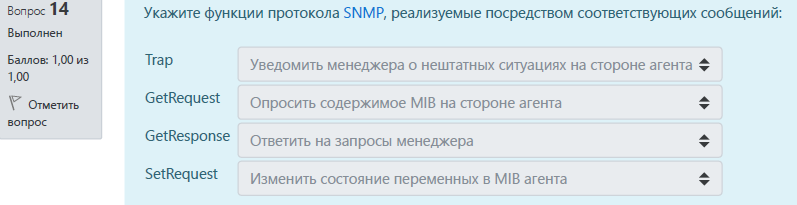 Вопрос 14
Выполнен
Баллов: 1,00 из
1,00
Отметить
вопрос
Укажите функции протокола SNMP, реализуемые посредством соответствующих сообщений:
Trap
Уведомить менеджера о нештатных ситуациях на стороне агента
GetRequest
Опросить содержимое MIB на стороне агента
GetResponse
Ответить на запросы менеджера
SetRequest
Изменить состояние переменных в MIB агента